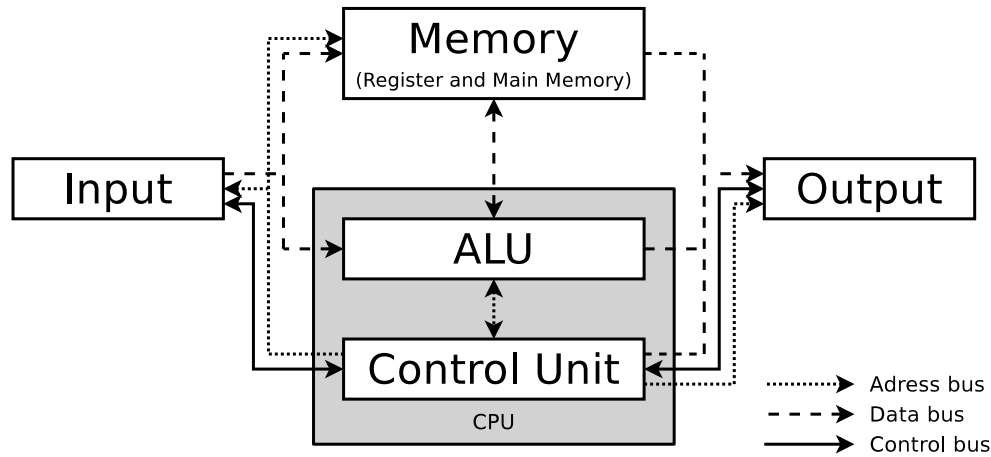 Memory
(Register and Main Memory)
Input
Output
ALU
Control Unit
CPU
Adress bus
Data bus
Control bus